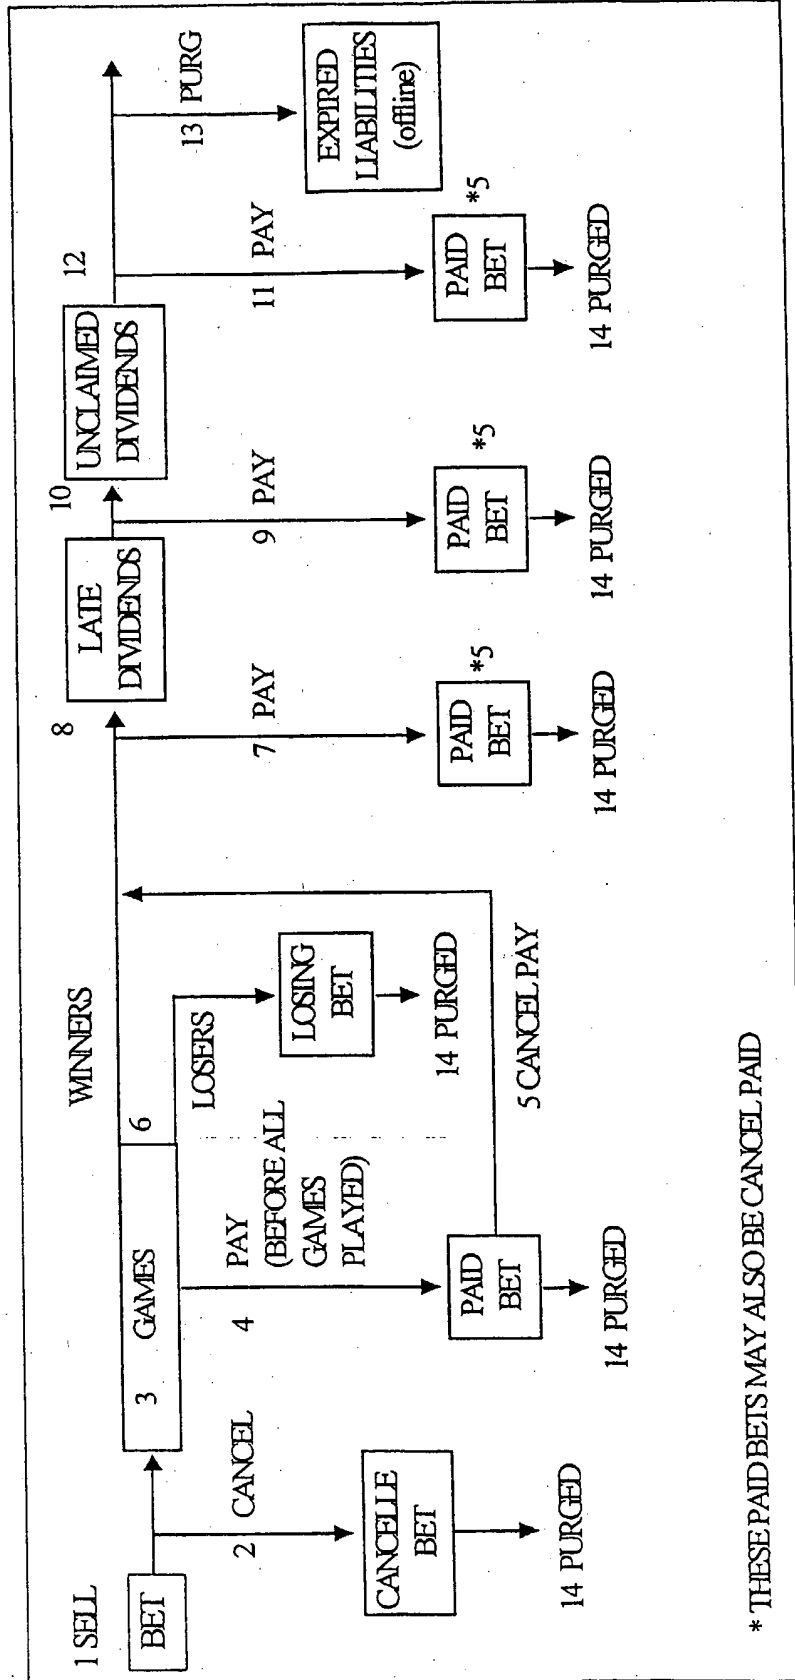 1 SELL
BET
2 CANCEL
CANCELLE
BET
14 PURGED
3 GAMES
4 PAY
(BEFORE ALL
GAMES
PLAYED)
PAID
BET
14 PURGED
5 CANCEL PAY
6
WINNERS
LOSERS
LOSING
BET
14 PURGED
7 PAY
PAID
BET
*5
14 PURGED
8
LATE
DIVIDENDS
9 PAY
PAID
BET
*5
14 PURGED
10
UNCLAIMED
DIVIDENDS
11 PAY
PAID
BET
*5
14 PURGED
12
13 PURG
EXPIRED
LIABILITIES
(offline)
* THESE PAID BETS MAY ALSO BE CANCEL PAID